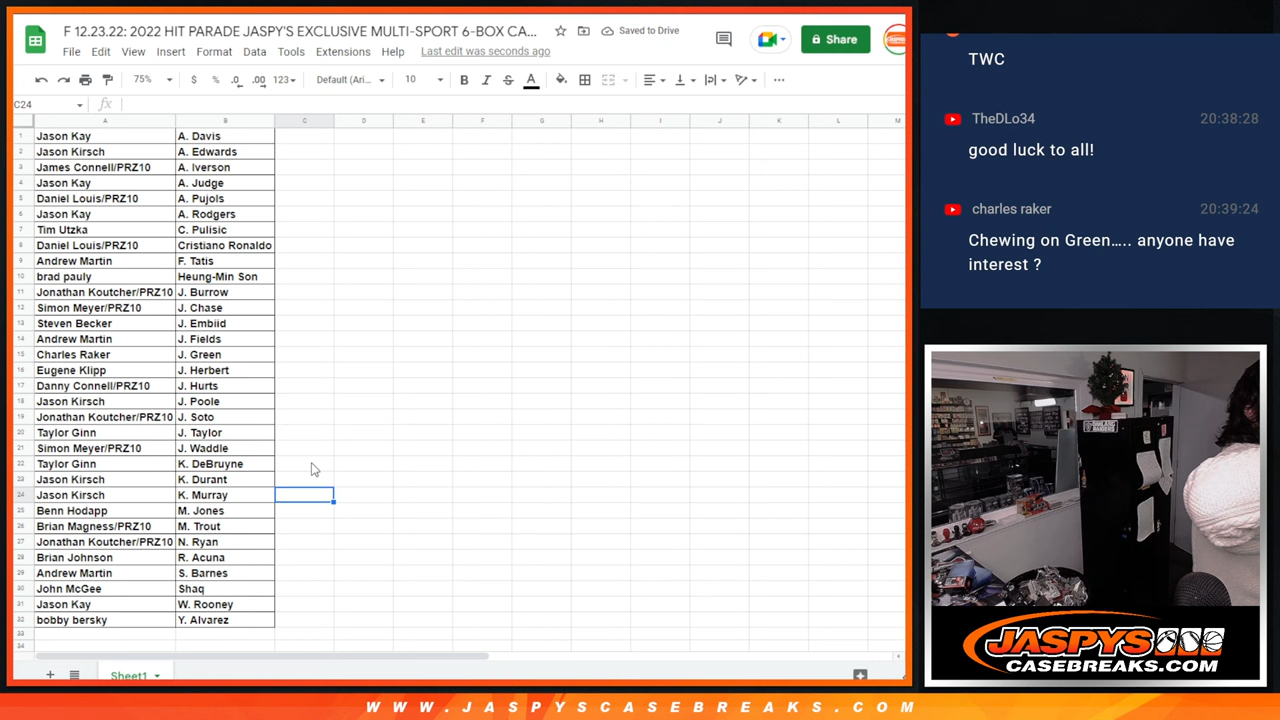 F 12.23.22: 2022 HIT PARADE JASPY'S EXCLUSIVE MULTI-SPORT 6-BOX CA...
Saved to Drive
Share
File Edit View Insert Format Data Tools Extensions Help Last edit was seconds ago
75% $ % .0 .00 123 Default (Ari... 10 B I S A
C24 fx
A B C D E F G H I J K L M
1 Jason Kay A. Davis
2 Jason Kirsch A. Edwards
3 James Connell/PRZ10 A. Iverson
4 Jason Kay A. Judge
5 Daniel Louis/PRZ10 A. Pujols
6 Jason Kay A. Rodgers
7 Tim Utzka C. Pulisic
8 Daniel Louis/PRZ10 Cristiano Ronaldo
9 Andrew Martin F. Tatis
10 brad pauly Heung-Min Son
11 Jonathan Koutcher/PRZ10 J. Burrow
12 Simon Meyer/PRZ10 J. Chase
13 Steven Becker J. Embiid
14 Andrew Martin J. Fields
15 Charles Raker J. Green
16 Eugene Klipp J. Herbert
17 Danny Connell/PRZ10 J. Hurts
18 Jason Kirsch J. Poole
19 Jonathan Koutcher/PRZ10 J. Soto
20 Taylor Ginn J. Taylor
21 Simon Meyer/PRZ10 J. Waddle
22 Taylor Ginn K. DeBruyne
23 Jason Kirsch K. Durant
24 Jason Kirsch K. Murray
25 Benn Hodapp M. Jones
26 Brian Magness/PRZ10 M. Trout
27 Jonathan Koutcher/PRZ10 N. Ryan
28 Brian Johnson R. Acuna
29 Andrew Martin S. Barnes
30 John McGee Shaq
31 Jason Kay W. Rooney
32 bobby bersky Y. Alvarez
33
34
Sheet1
TWC
TheDLo34 20:38:28
good luck to all!
charles raker 20:39:24
Chewing on Green..... anyone have
interest ?
JASPYS
CASEBREAKS.COM
WWW.JASPYSCASEBREAKS.COM